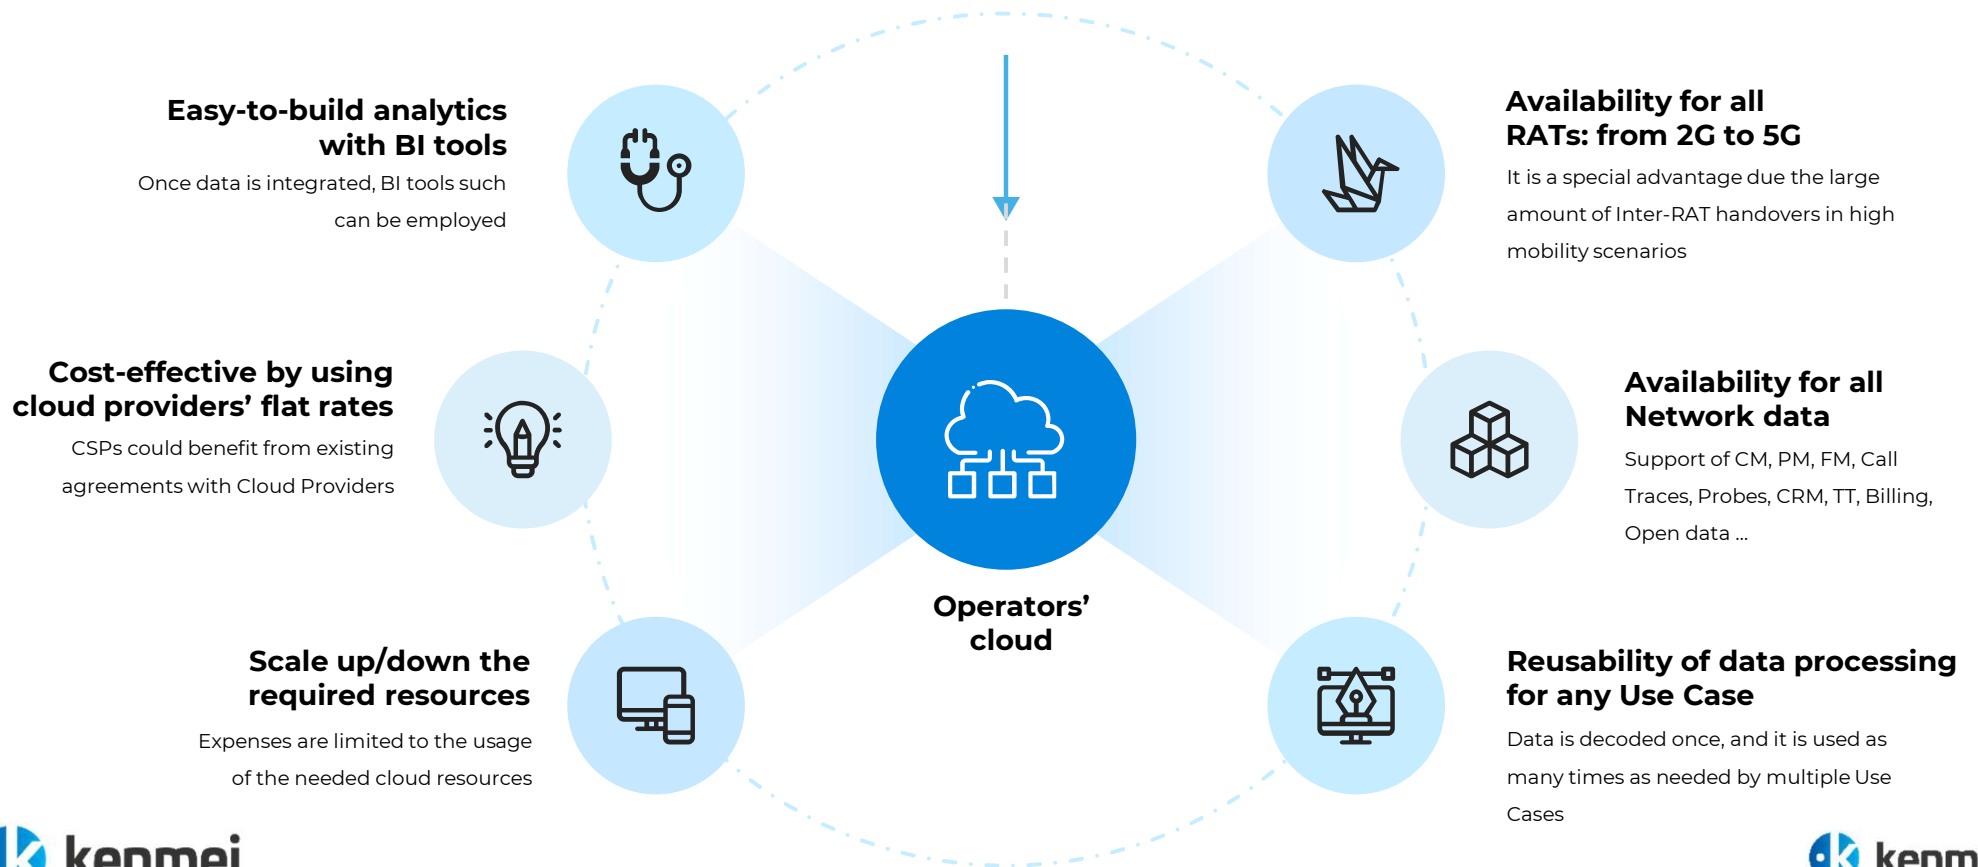 Easy-to-build analytics
with BI tools
Once data is integrated, BI tools such
can be employed
Cost-effective by using
cloud providers’ flat rates
CSPs could benefit from existing
agreements with Cloud Providers
Scale up/down the
required resources
Expenses are limited to the usage
of the needed cloud resources
Operators’
cloud
Availability for all
RATs: from 2G to 5G
It is a special advantage due the large
amount of Inter-RAT handovers in high
mobility scenarios
Availability for all
Network data
Support of CM, PM, FM, Call
Traces, Probes, CRM, TT, Billing,
Open data ...
Reusability of data processing
for any Use Case
Data is decoded once, and it is used as
many times as needed by multiple Use
Cases
kenmei
kenm